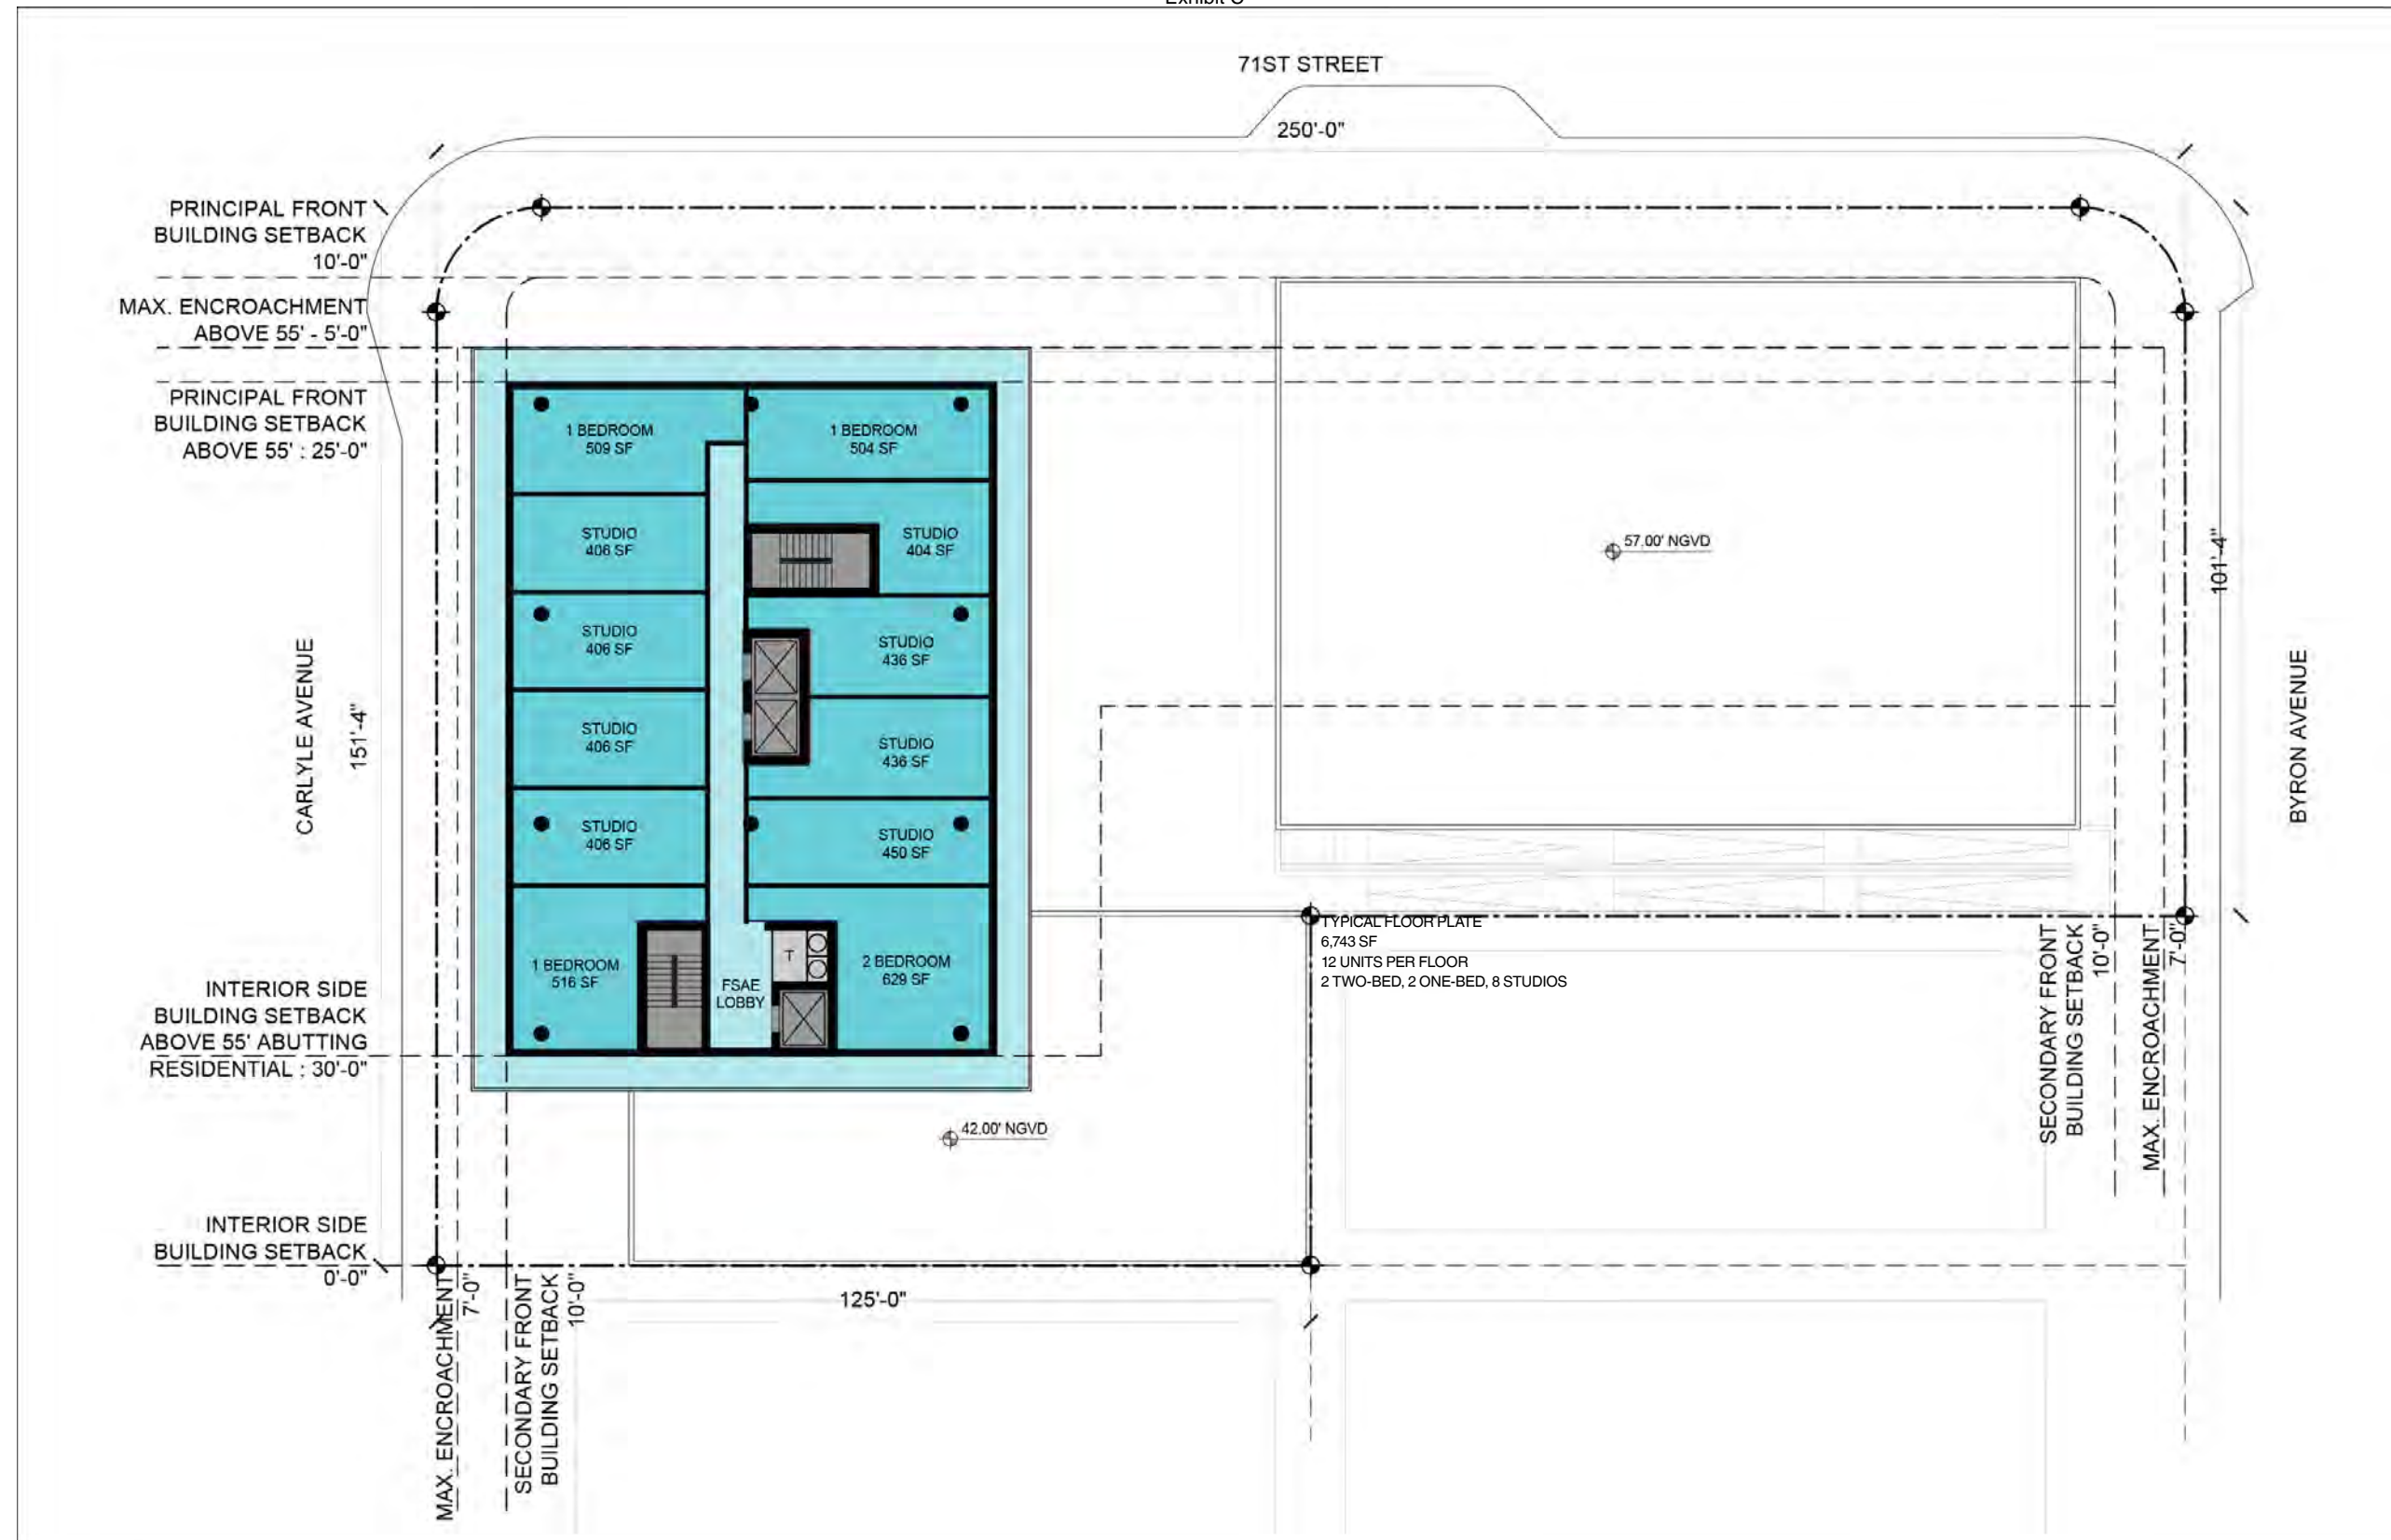 Exhibit C
71ST STREET
250'-0"
PRINCIPAL FRONT
BUILDING SETBACK
10'-0"
MAX. ENCROACHMENT
ABOVE 55' - 5'-0"
PRINCIPAL FRONT
BUILDING SETBACK
ABOVE 55' : 25'-0"
CARLYLE AVENUE
151'-4"
INTERIOR SIDE
BUILDING SETBACK
ABOVE 55' ABUTTING
RESIDENTIAL : 30'-0"
INTERIOR SIDE
BUILDING SETBACK
0'-0"
1 BEDROOM
509 SF
1 BEDROOM
504 SF
STUDIO
406 SF
STUDIO
404 SF
STUDIO
406 SF
STUDIO
436 SF
STUDIO
406 SF
STUDIO
436 SF
STUDIO
406 SF
STUDIO
450 SF
1 BEDROOM
516 SF
FSAE
LOBBY
T
2 BEDROOM
629 SF
57.00' NGVD
42.00' NGVD
101'-4"
BYRON AVENUE
TYPICAL FLOOR PLATE
6,743 SF
12 UNITS PER FLOOR
2 TWO-BED, 2 ONE-BED, 8 STUDIOS
SECONDARY FRONT
BUILDING SETBACK
10'-0"
MAX. ENCROACHMENT
7'-0"
MAX. ENCROACHMENT
7'-0"
SECONDARY FRONT
BUILDING SETBACK
10'-0"
125'-0"